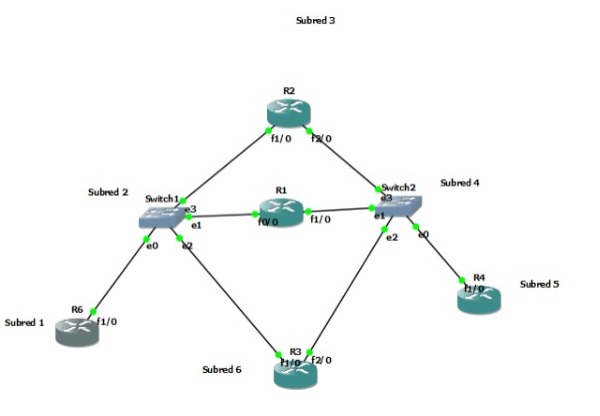 Subred 3
R2
f1/0
f2/0
Subred 2
Switch1
e3
e1
e0
e2
R1
f0/0
f1/0
Switch2
e3
e1
e2
e0
Subred 4
R4
f1/0
Subred 5
R6
f1/0
Subred 1
R3
f1/0
f2/0
Subred 6